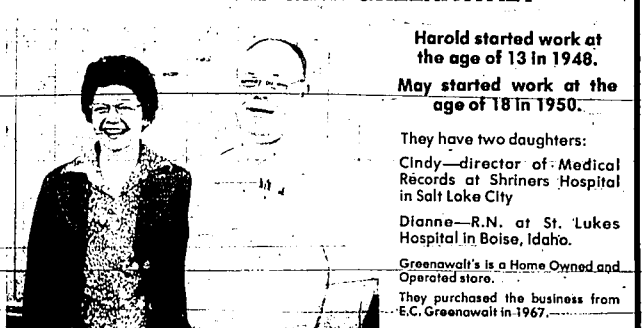 Harold started work at
the age of 13 in 1948.
May started work at the
age of 18 in 1950.
They have two daughters:
Cindy—director of Medical
Records at Shriners Hospital
in Salt Lake City
Dianne—R.N. at St. Lukes
Hospital in Boise, Idaho.
Greenawalt's is a Home Owned and
Operated store.
They purchased the business from
E.C. Greenawalt in 1967.